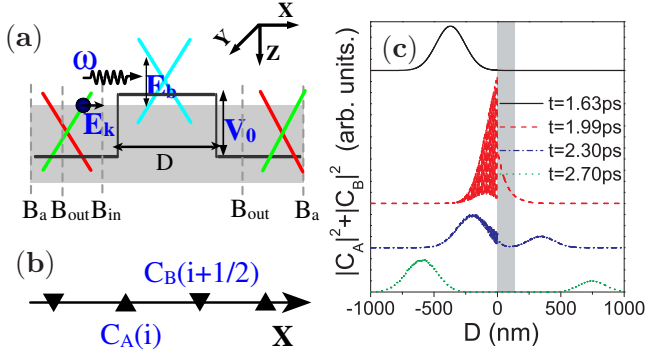 (a)
ω
Y
X
Z
E_b
E_k
V_0
D
B_a
B_out
B_in
B_out
B_a
(b)
C_B(i+1/2)
C_A(i)
X
(c)
|C_A|^2+|C_B|^2 (arb. units.)
t=1.63ps
t=1.99ps
t=2.30ps
t=2.70ps
-1000 -500 0 500 1000
D (nm)